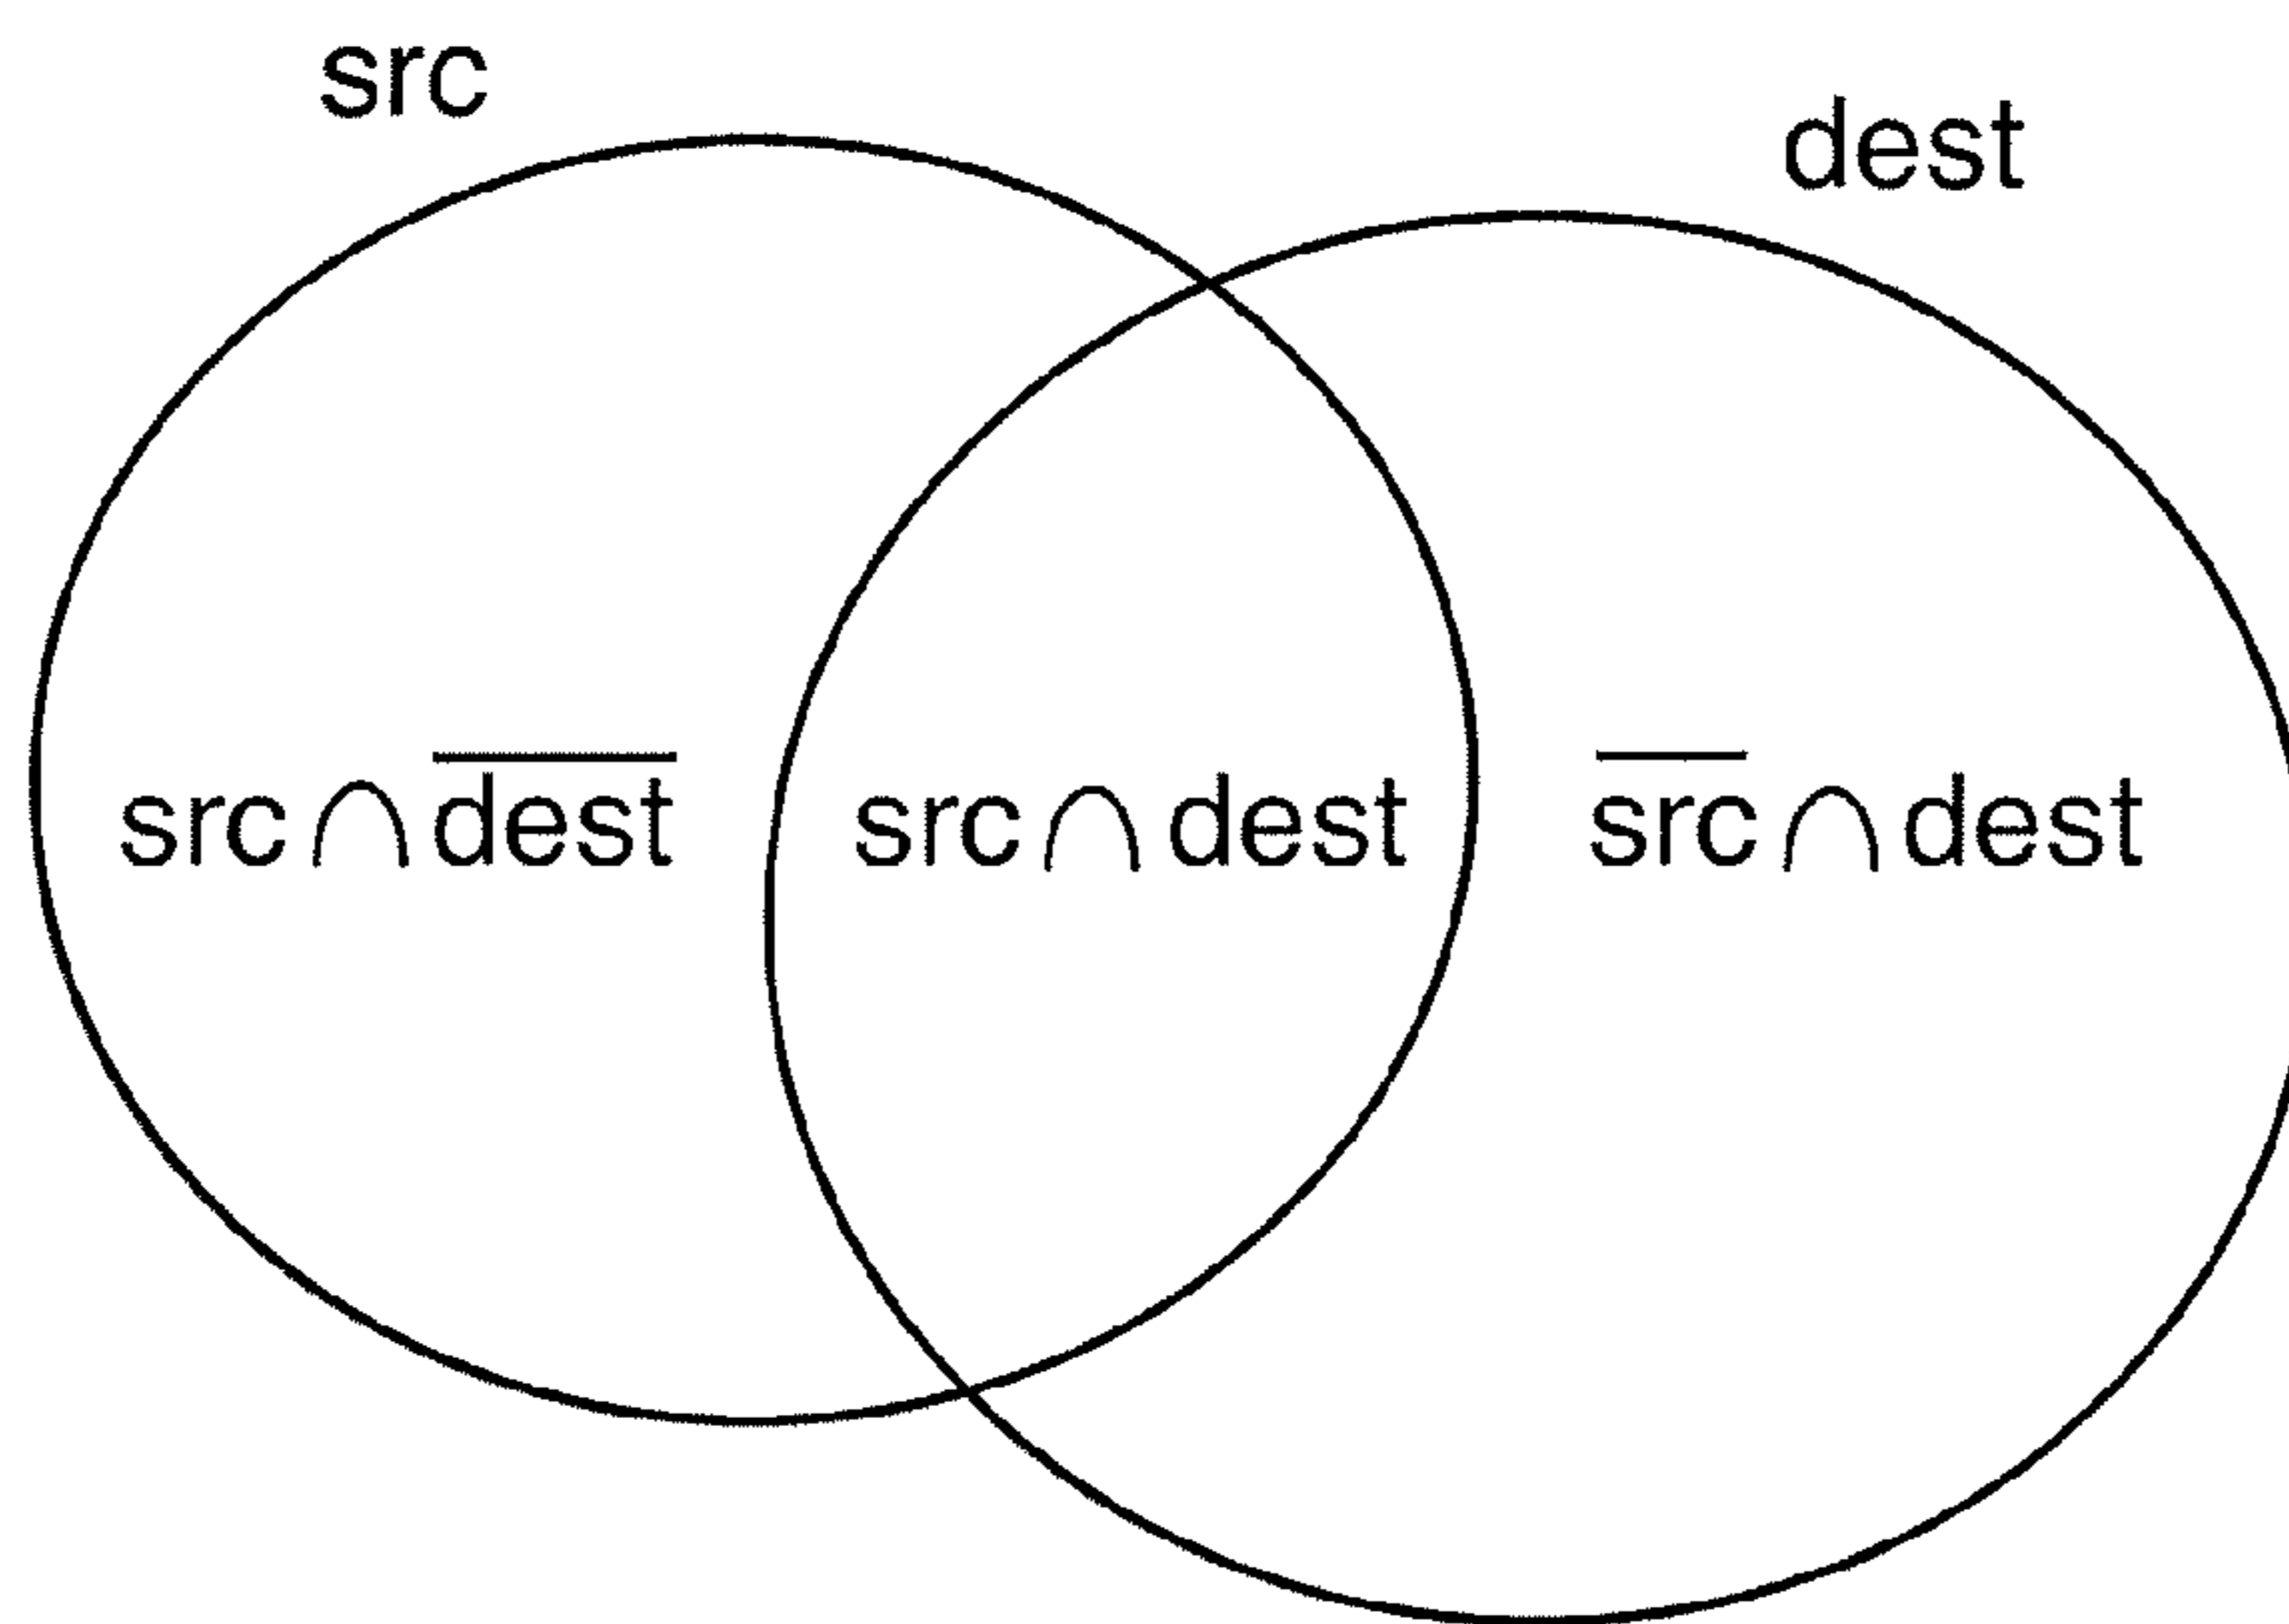 src
dest
src ∩ d̅e̅s̅t̅ src ∩ dest s̅r̅c̅ ∩ dest